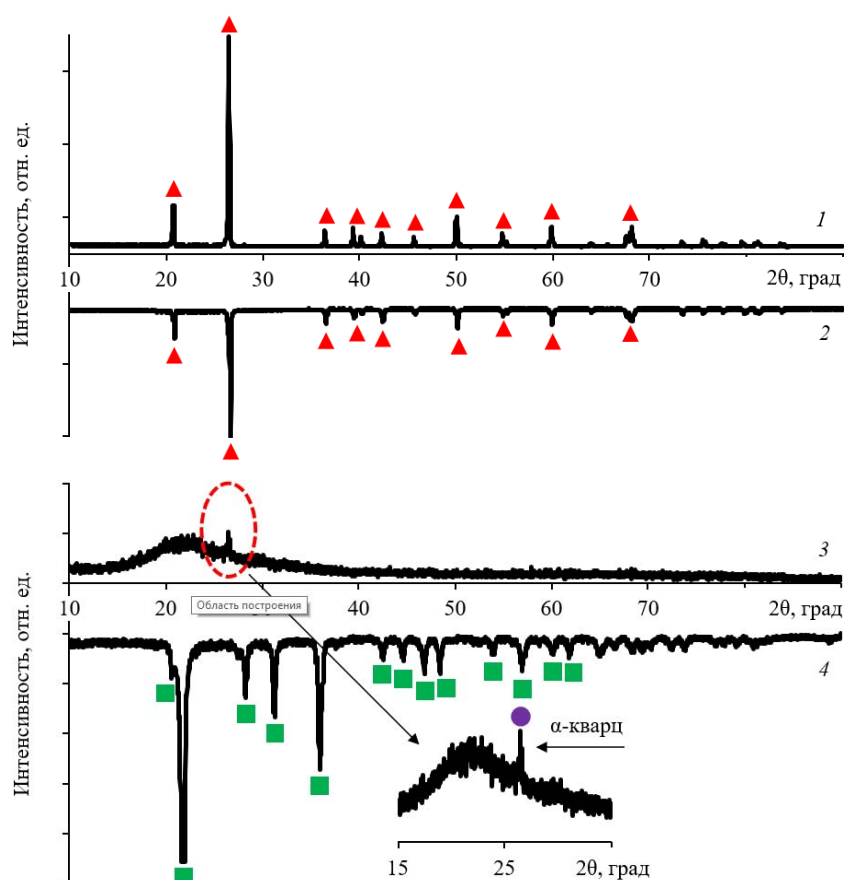 Интенсивность, отн. ед.
1
10 20 30 40 50 60 70 2θ, град
2
3
10 40 50 60 70 2θ, град
Область построения
Интенсивность, отн. ед.
4
α-кварц
15 25 2θ, град